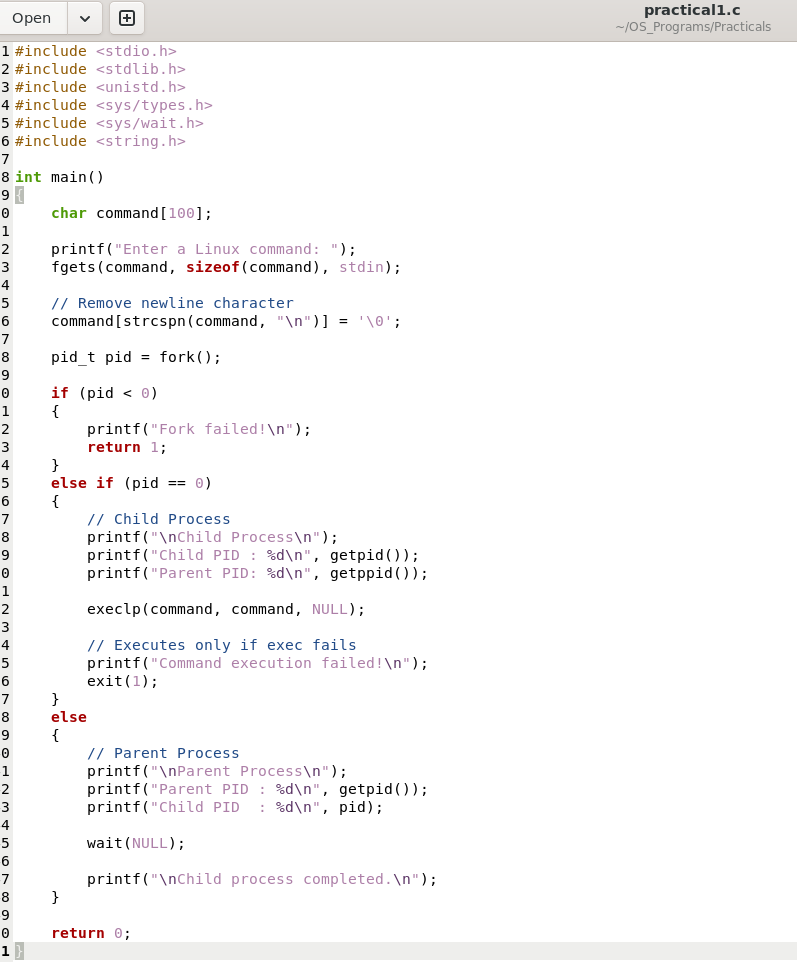 Open
practical1.c
~/OS_Programs/Practicals
1 #include <stdio.h>
2 #include <stdlib.h>
3 #include <unistd.h>
4 #include <sys/types.h>
5 #include <sys/wait.h>
6 #include <string.h>
7
8 int main()
9 {
0     char command[100];
1
2     printf("Enter a Linux command: ");
3     fgets(command, sizeof(command), stdin);
4
5     // Remove newline character
6     command[strcspn(command, "\n")] = '\0';
7
8     pid_t pid = fork();
9
0     if (pid < 0)
1     {
2         printf("Fork failed!\n");
3         return 1;
4     }
5     else if (pid == 0)
6     {
7         // Child Process
8         printf("\nChild Process\n");
9         printf("Child PID : %d\n", getpid());
0         printf("Parent PID: %d\n", getppid());
1
2         execlp(command, command, NULL);
3
4         // Executes only if exec fails
5         printf("Command execution failed!\n");
6         exit(1);
7     }
8     else
9     {
0         // Parent Process
1         printf("\nParent Process\n");
2         printf("Parent PID : %d\n", getpid());
3         printf("Child PID  : %d\n", pid);
4
5         wait(NULL);
6
7         printf("\nChild process completed.\n");
8     }
9
0     return 0;
1 }